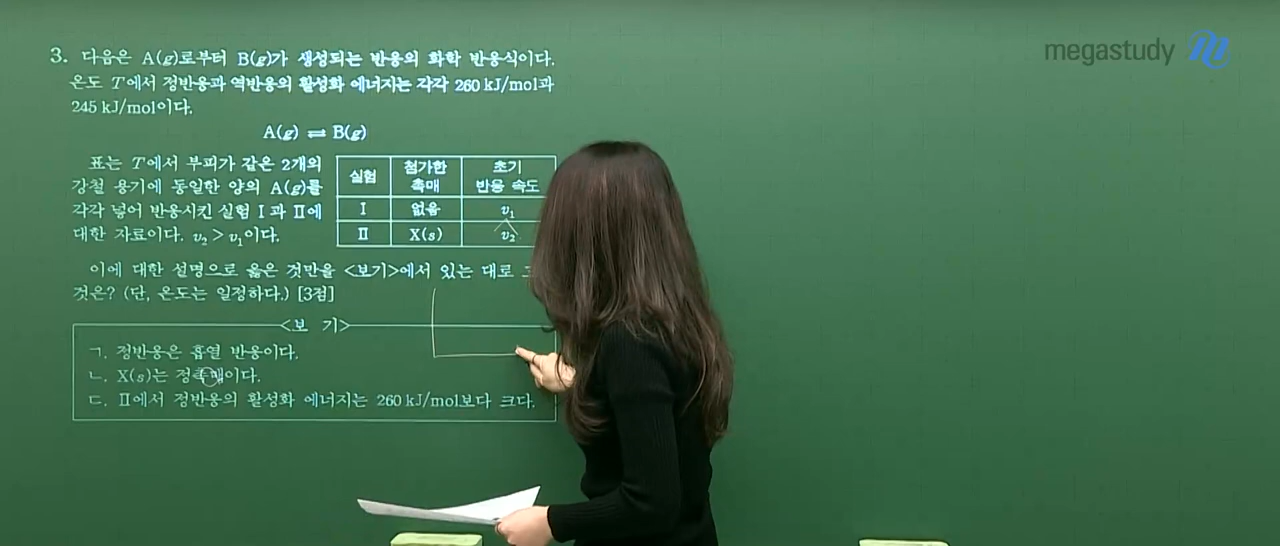 megastudy
3. 다음은 A(g)로부터 B(g)가 생성되는 반응의 화학 반응식이다.
온도 T에서 정반응과 역반응의 활성화 에너지는 각각 260 kJ/mol과
245 kJ/mol이다.
A(g) ⇌ B(g)
표는 T에서 부피가 같은 2개의
강철 용기에 동일한 양의 A(g)를
각각 넣어 반응시킨 실험 Ⅰ과 Ⅱ에
대한 자료이다. v₂ > v₁이다.
실험 첨가한 촉매 초기 반응 속도
Ⅰ 없음 v₁
Ⅱ X(s) v₂
이에 대한 설명으로 옳은 것만을 <보기>에서 있는 대로
것은? (단, 온도는 일정하다.) [3점]
<보 기>
ㄱ. 정반응은 흡열 반응이다.
ㄴ. X(s)는 정촉매이다.
ㄷ. Ⅱ에서 정반응의 활성화 에너지는 260 kJ/mol보다 크다.